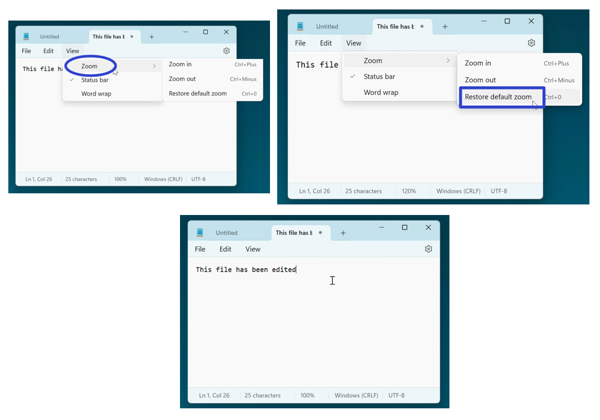 Untitled
This file has b
File Edit View
This file ha
Zoom
Status bar
Word wrap
Zoom in Ctrl+Plus
Zoom out Ctrl+Minus
Restore default zoom Ctrl+0
Ln 1, Col 26 25 characters 100% Windows (CRLF) UTF-8
Untitled
This file has b
File Edit View
This file
Zoom
Status bar
Word wrap
Zoom in Ctrl+Plus
Zoom out Ctrl+Minus
Restore default zoom Ctrl+0
Ln 1, Col 26 25 characters 120% Windows (CRLF) UTF-8
Untitled
This file has b
File Edit View
This file has been edited
Ln 1, Col 26 25 characters 100% Windows (CRLF) UTF-8